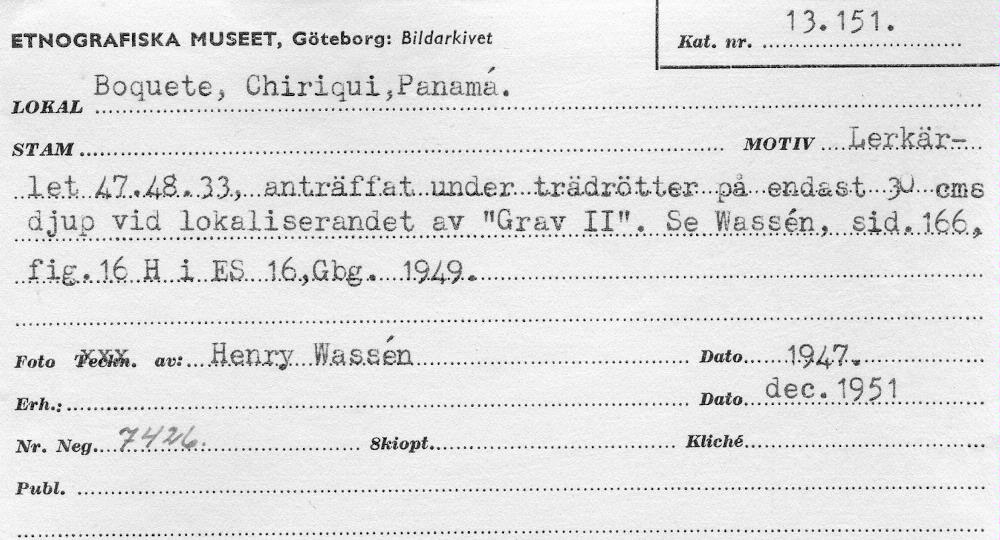 ETNOGRAFISKA MUSEET, Göteborg: Bildarkivet
Kat. nr. 13.151.
LOKAL Boquete, Chiriqui,Panamá.
STAM MOTIV Lerkär-
let 47.48.33, anträffat under trädrötter på endast 30 cms
djup vid lokaliserandet av "Grav II". Se Wassén, sid.166,
fig.16 H i ES 16,Gbg. 1949.
Foto Teckn. av: Henry Wassén Dato 1947.
Erh.: Dato dec.1951
Nr. Neg. 7426. Skiopt. Kliché
Publ.